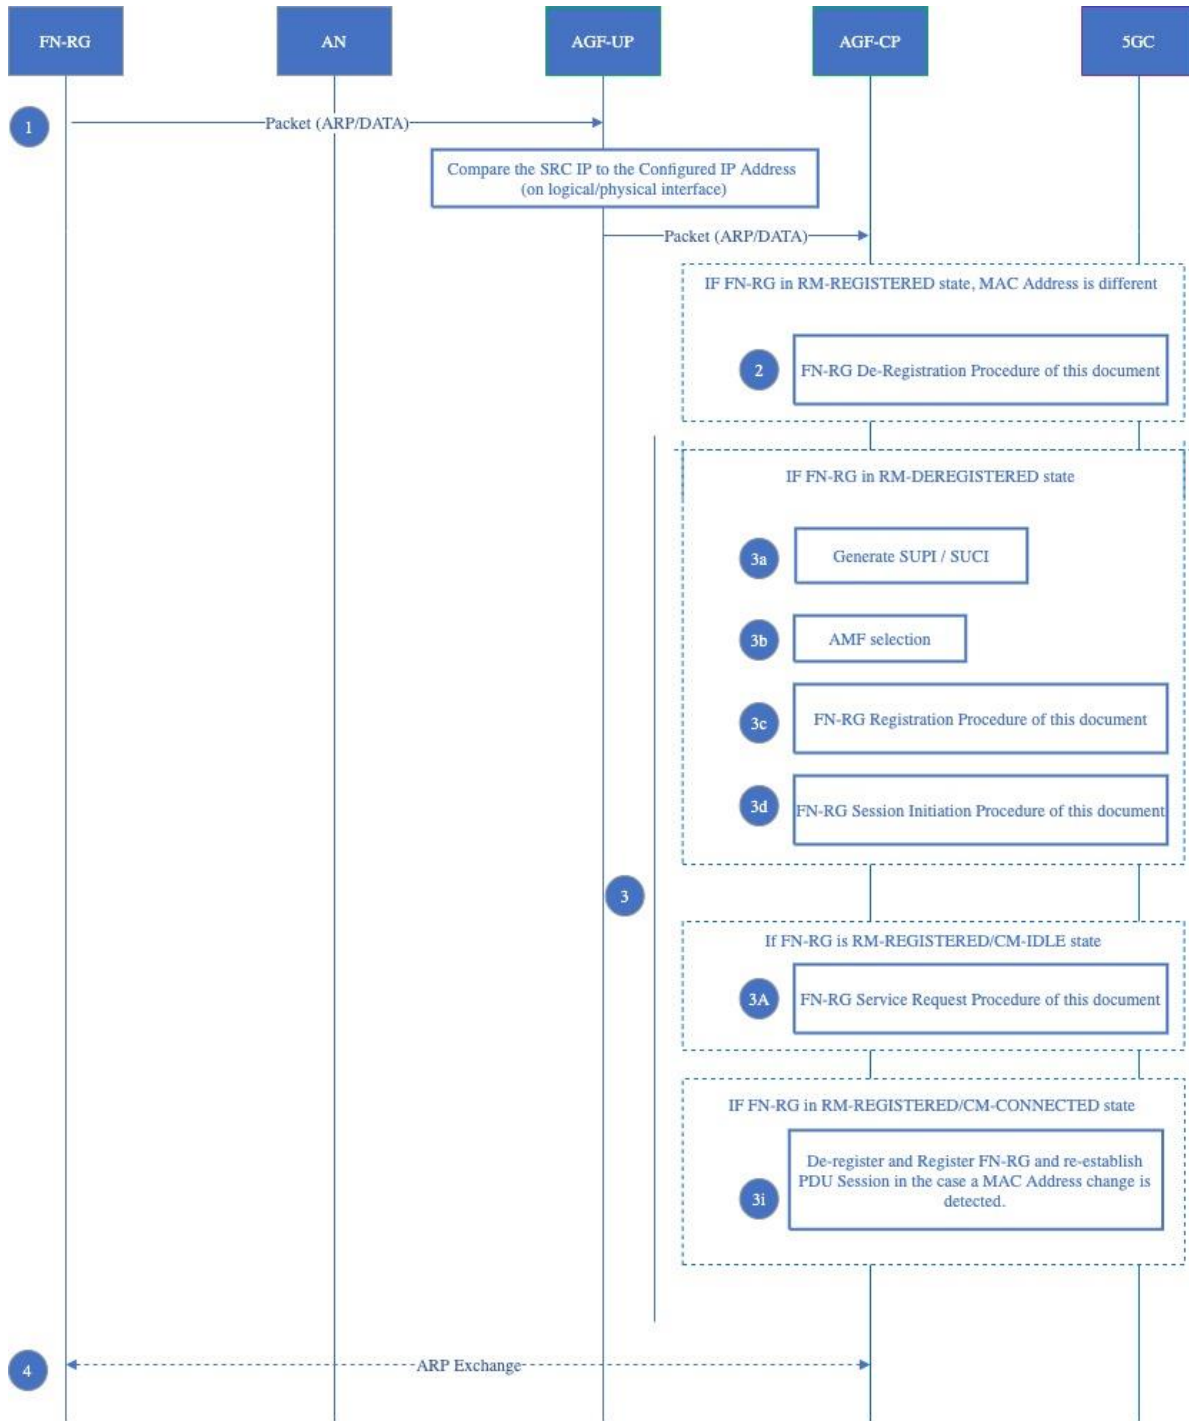 FN-RG
AN
AGF-UP
AGF-CP
5GC
1
Packet (ARP/DATA)
Compare the SRC IP to the Configured IP Address
(on logical/physical interface)
Packet (ARP/DATA)
IF FN-RG in RM-REGISTERED state, MAC Address is different
2
FN-RG De-Registration Procedure of this document
IF FN-RG in RM-DEREGISTERED state
3a
Generate SUPI / SUCI
3b
AMF selection
3c
FN-RG Registration Procedure of this document
3d
FN-RG Session Initiation Procedure of this document
3
If FN-RG is RM-REGISTERED/CM-IDLE state
3A
FN-RG Service Request Procedure of this document
IF FN-RG in RM-REGISTERED/CM-CONNECTED state
3i
De-register and Register FN-RG and re-establish
PDU Session in the case a MAC Address change is
detected.
4
ARP Exchange